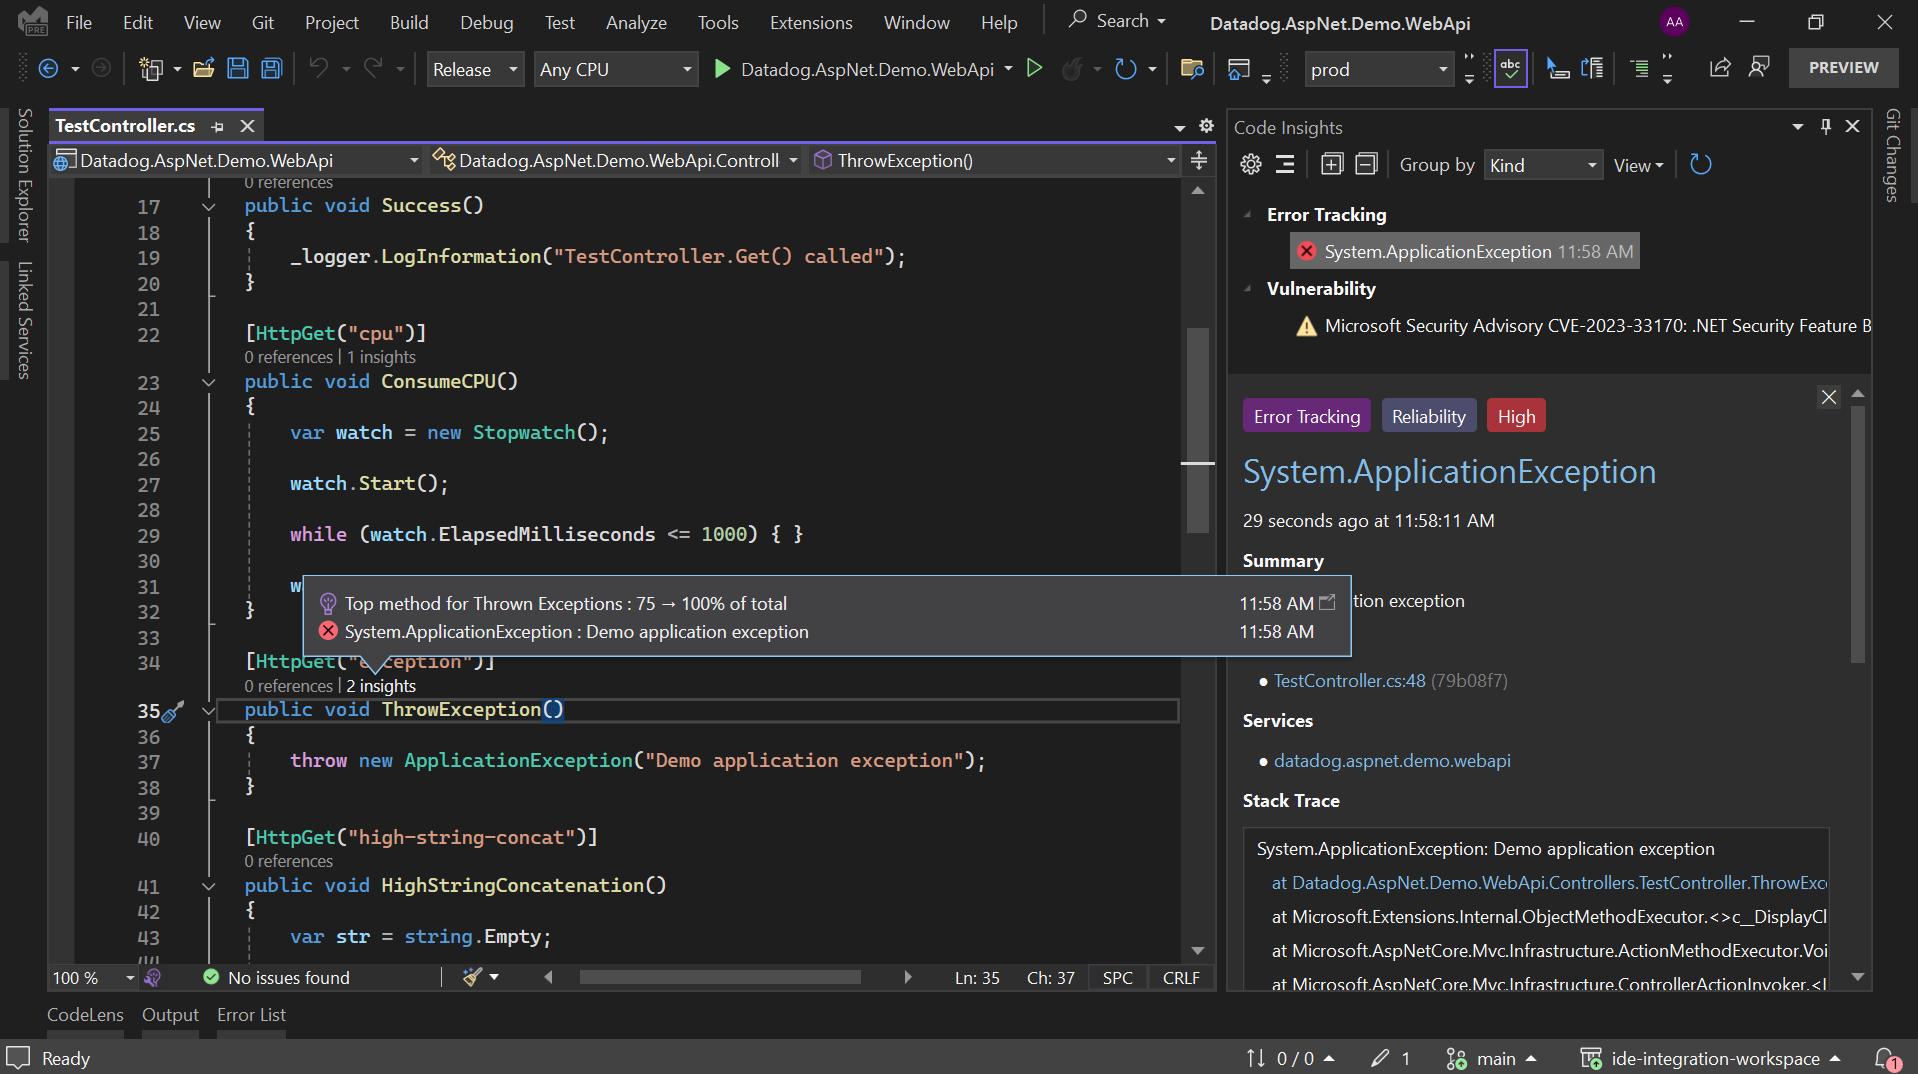 File Edit View Git Project Build Debug Test Analyze Tools Extensions Window Help Search Datadog.AspNet.Demo.WebApi AA
PRE
Release Any CPU Datadog.AspNet.Demo.WebApi prod abc PREVIEW
Solution Explorer
Linked Services
TestController.cs
Datadog.AspNet.Demo.WebApi Datadog.AspNet.Demo.WebApi.Controll ThrowException()
0 references
17 public void Success()
18 {
19 _logger.LogInformation("TestController.Get() called");
20 }
21
22 [HttpGet("cpu")]
0 references | 1 insights
23 public void ConsumeCPU()
24 {
25 var watch = new Stopwatch();
26
27 watch.Start();
28
29 while (watch.ElapsedMilliseconds <= 1000) { }
30
31 w
32 }
33
Top method for Thrown Exceptions : 75 → 100% of total 11:58 AM
System.ApplicationException : Demo application exception 11:58 AM
34 [HttpGet("exception")]
0 references | 2 insights
35 public void ThrowException()
36 {
37 throw new ApplicationException("Demo application exception");
38 }
39
40 [HttpGet("high-string-concat")]
0 references
41 public void HighStringConcatenation()
42 {
43 var str = string.Empty;
44
100 % No issues found Ln: 35 Ch: 37 SPC CRLF
Code Insights
Group by Kind View
Error Tracking
System.ApplicationException 11:58 AM
Vulnerability
Microsoft Security Advisory CVE-2023-33170: .NET Security Feature B
Error Tracking Reliability High
System.ApplicationException
29 seconds ago at 11:58:11 AM
Summary
tion exception
TestController.cs:48 (79b08f7)
Services
datadog.aspnet.demo.webapi
Stack Trace
System.ApplicationException: Demo application exception
at Datadog.AspNet.Demo.WebApi.Controllers.TestController.ThrowExc
at Microsoft.Extensions.Internal.ObjectMethodExecutor.<>c__DisplayCl
at Microsoft.AspNetCore.Mvc.Infrastructure.ActionMethodExecutor.Voi
at Microsoft.AspNetCore.Mvc.Infrastructure.ControllerActionInvoker.<I
Git Changes
CodeLens Output Error List
Ready 0 / 0 1 main ide-integration-workspace 1